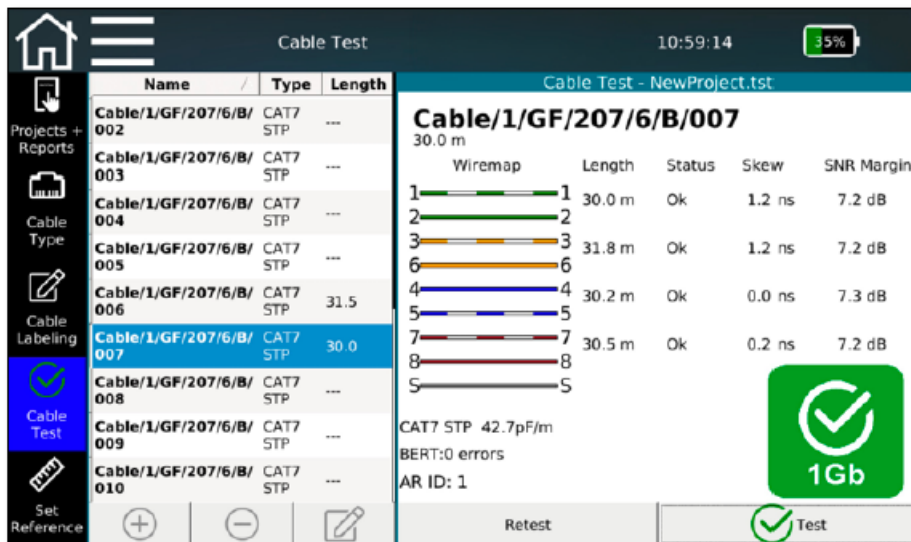 Cable Test
10:59:14
35%
Projects +
Reports
Cable
Type
Cable
Labeling
Cable
Test
Set
Reference
Name / Type Length
Cable/1/GF/207/6/B/ CAT7
002 STP ---
Cable/1/GF/207/6/B/ CAT7
003 STP ---
Cable/1/GF/207/6/B/ CAT7
004 STP ---
Cable/1/GF/207/6/B/ CAT7
005 STP ---
Cable/1/GF/207/6/B/ CAT7
006 STP 31.5
Cable/1/GF/207/6/B/ CAT7
007 STP 30.0
Cable/1/GF/207/6/B/ CAT7
008 STP ---
Cable/1/GF/207/6/B/ CAT7
009 STP ---
Cable/1/GF/207/6/B/ CAT7
010 STP ---
Cable Test - NewProject.tst
Cable/1/GF/207/6/B/007
30.0 m
Wiremap Length Status Skew SNR Margin
1 1 30.0 m Ok 1.2 ns 7.2 dB
2 2
3 3 31.8 m Ok 1.2 ns 7.2 dB
6 6
4 4 30.2 m Ok 0.0 ns 7.3 dB
5 5
7 7 30.5 m Ok 0.2 ns 7.2 dB
8 8
S S
CAT7 STP 42.7pF/m
BERT:0 errors
AR ID: 1
1Gb
Retest
Test